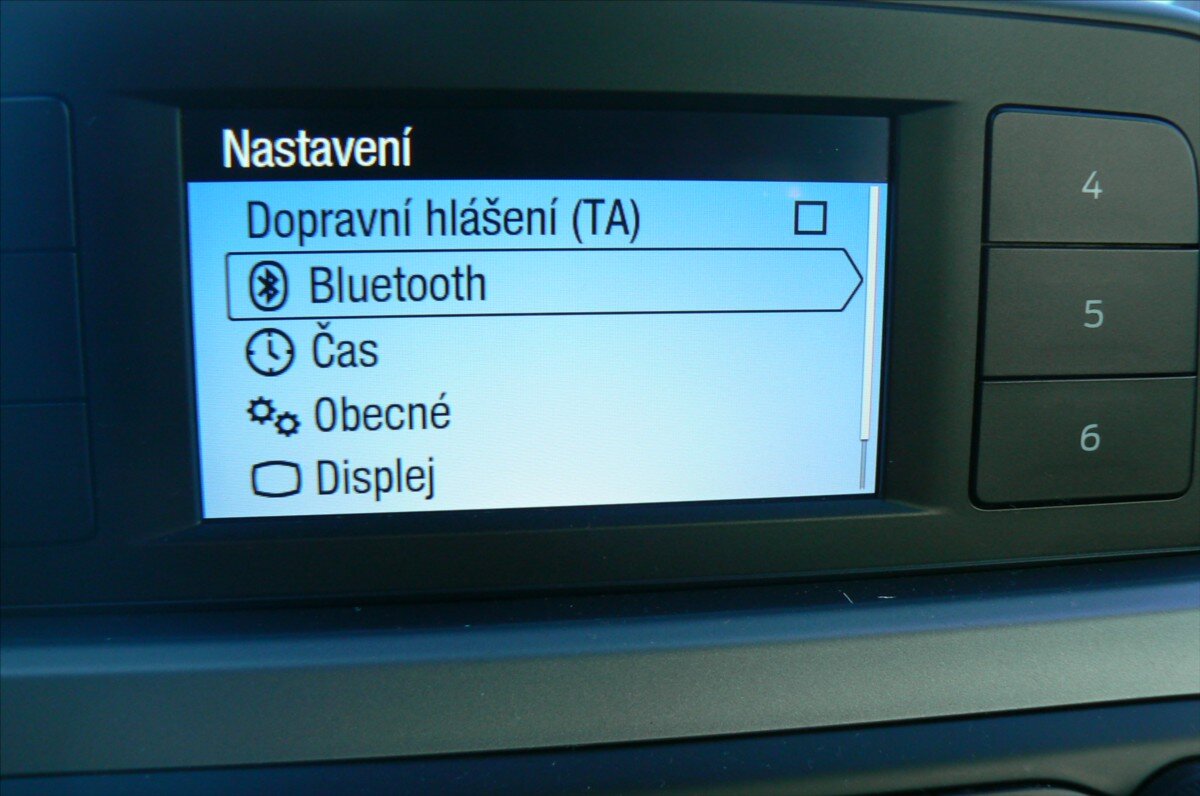 Nastavení
Dopravní hlášení (TA)
Bluetooth
Čas
Obecné
Displej
4
5
6